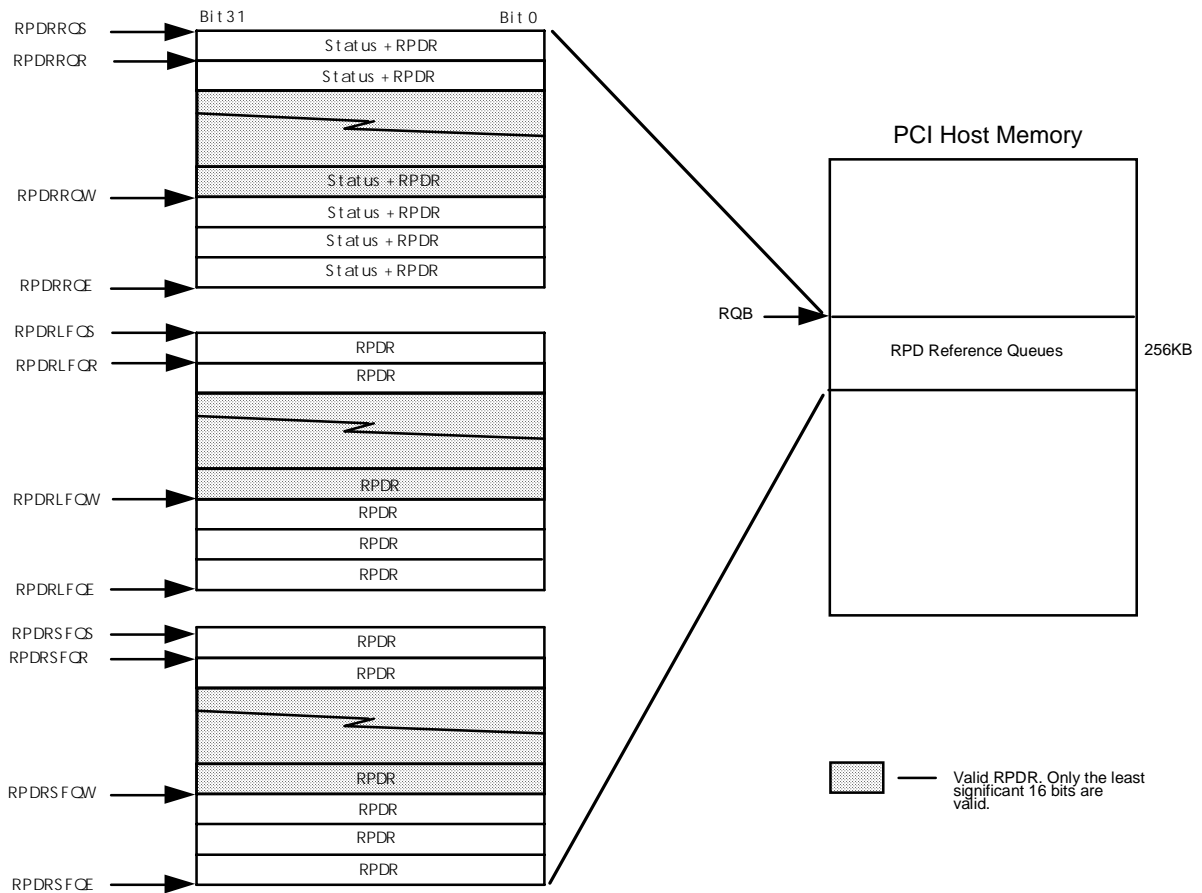 Bit31 Bit0
RPDRRQS
Status + RPDR
RPDRRQR
Status + RPDR
Status + RPDR
RPDRRQW
Status + RPDR
Status + RPDR
Status + RPDR
RPDRRQE
RPDRLFQS
RPDR
RPDRLFQR
RPDR
RPDR
RPDRLFQW
RPDR
RPDR
RPDR
RPDRLFQE
RPDRSFQS
RPDR
RPDRSFQR
RPDR
RPDR
RPDRSFQW
RPDR
RPDR
RPDR
RPDRSFQE
PCI Host Memory
RQB
RPD Reference Queues
256KB
Valid RPDR. Only the least
significant 16 bits are
valid.